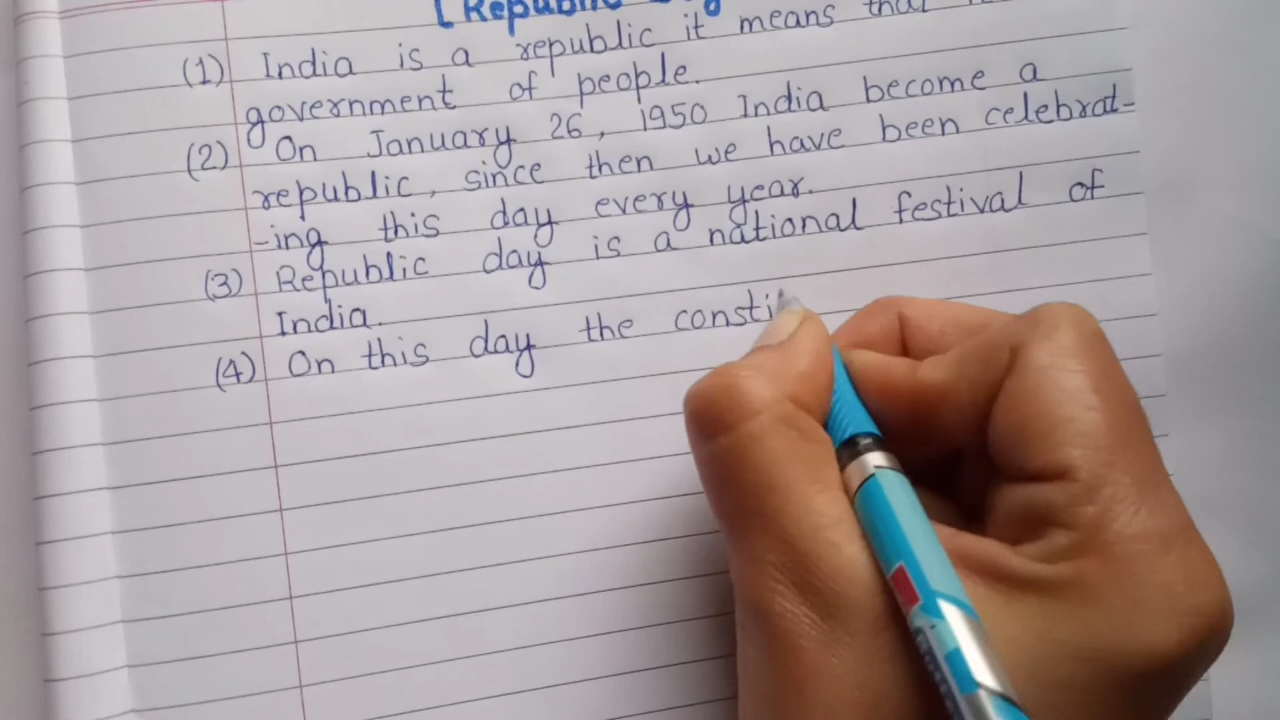 [Republic
(1) India is a republic it means that
government of people.
(2) On January 26, 1950 India become a
republic, since then we have been celebrat-
-ing this day every year.
(3) Republic day is a national festival of
India.
(4) On this day the consti